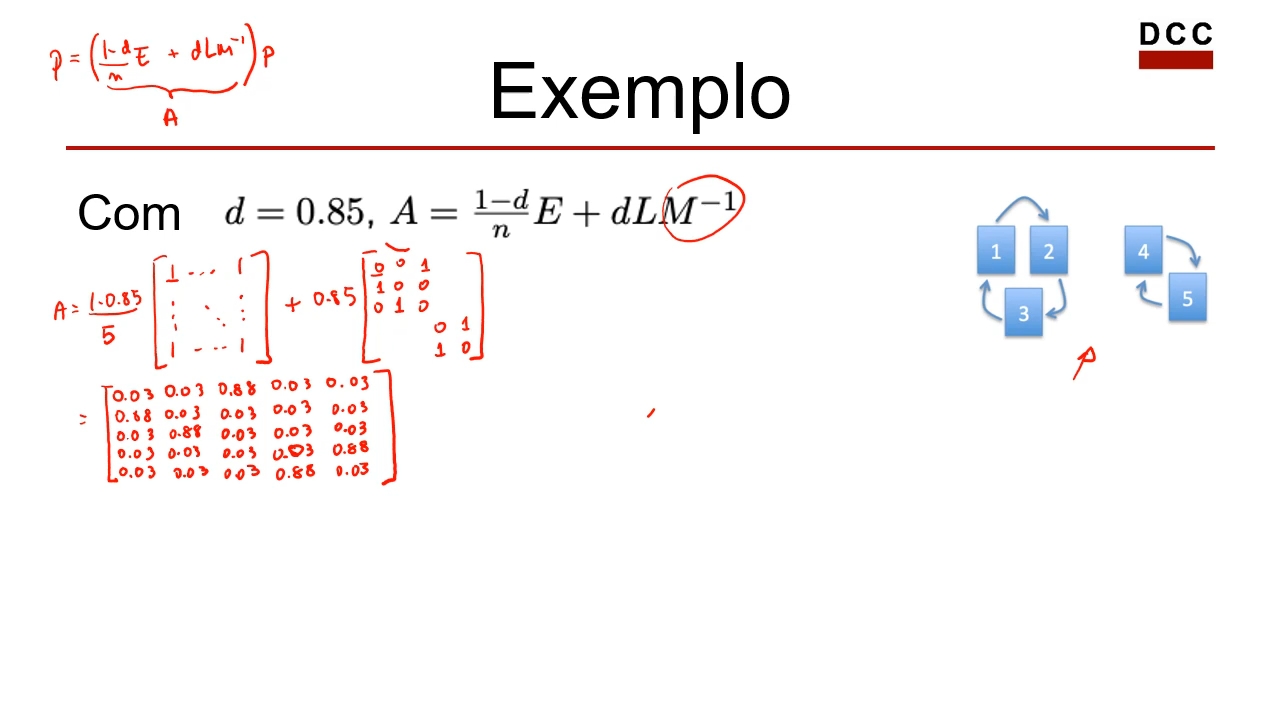 DCC
p = (1-d/n E + dLM⁻¹) p
A
Exemplo
Com d = 0.85, A = 1−d/n E + dLM⁻¹
A = 1-0.85/5 [1 ... 1
1 ... 1] + 0.85 [0 0 1
1 0 0
0 1 0
0 1
1 0]
= [0.03 0.03 0.88 0.03 0.03
0.88 0.03 0.03 0.03 0.03
0.03 0.88 0.03 0.03 0.03
0.03 0.03 0.03 0.03 0.88
0.03 0.03 0.03 0.88 0.03]
1 2 4
3 5